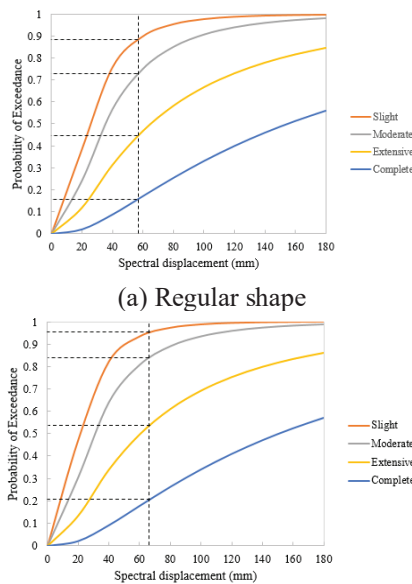 1
0.9
0.8
0.7
0.6
0.5
0.4
0.3
0.2
0.1
0
Probability of Exceedance
0 20 40 60 80 100 120 140 160 180
Spectral displacement (mm)
Slight
Moderate
Extensive
Complete
(a) Regular shape
1
0.9
0.8
0.7
0.6
0.5
0.4
0.3
0.2
0.1
0
Probability of Exceedance
0 20 40 60 80 100 120 140 160 180
Spectral displacement (mm)
Slight
Moderate
Extensive
Complete